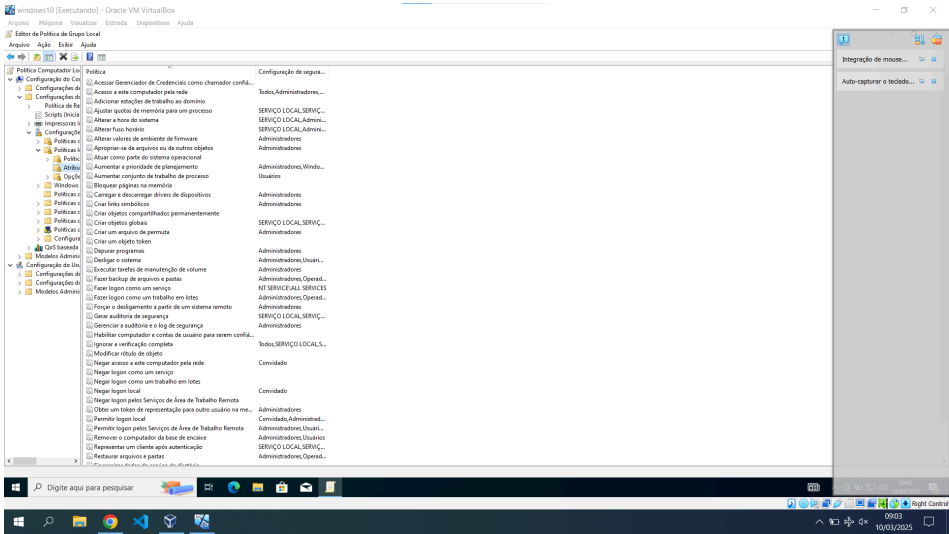 windows10 [Executando] - Oracle VM VirtualBox
Arquivo Máquina Visualizar Entrada Dispositivos Ajuda
Editor de Política de Grupo Local
Arquivo Ação Exibir Ajuda
Política Computador Lo
Configuração do Co
Configurações d
Configurações d
Política de Re
Scripts (Inicia
Impressoras I
Configuraçõe
Políticas c
Políticas l
Polític
Atribu
Opçõe
Windows
Políticas c
Políticas c
Políticas c
Políticas c
Políticas c
Configura
QoS baseada
Modelos Admini
Configuração do Us
Configurações d
Configurações d
Modelos Admini
Política Configuração de segura...
Acessar Gerenciador de Credenciais como chamador confiá...
Acesso a este computador pela rede Todos,Administradores,...
Adicionar estações de trabalho ao domínio
Ajustar quotas de memória para um processo SERVIÇO LOCAL,SERVIÇ...
Alterar a hora do sistema SERVIÇO LOCAL,Admini...
Alterar fuso horário SERVIÇO LOCAL,Admini...
Alterar valores de ambiente de firmware Administradores
Apropriar-se de arquivos ou de outros objetos Administradores
Atuar como parte do sistema operacional
Aumentar a prioridade de planejamento Administradores,Windo...
Aumentar conjunto de trabalho de processo Usuários
Bloquear páginas na memória
Carregar e descarregar drivers de dispositivos Administradores
Criar links simbólicos Administradores
Criar objetos compartilhados permanentemente
Criar objetos globais SERVIÇO LOCAL,SERVIÇ...
Criar um arquivo de permuta Administradores
Criar um objeto token
Depurar programas Administradores
Desligar o sistema Administradores,Usuári...
Executar tarefas de manutenção de volume Administradores
Fazer backup de arquivos e pastas Administradores,Operad...
Fazer logon como um serviço NT SERVICE\ALL SERVICES
Fazer logon como um trabalho em lotes Administradores,Operad...
Forçar o desligamento a partir de um sistema remoto Administradores
Gerar auditoria de segurança SERVIÇO LOCAL,SERVIÇ...
Gerenciar a auditoria e o log de segurança Administradores
Habilitar computador e contas de usuário para serem confiá...
Ignorar a verificação completa Todos,SERVIÇO LOCAL,S...
Modificar rótulo de objeto
Negar acesso a este computador pela rede Convidado
Negar logon como um serviço
Negar logon como um trabalho em lotes
Negar logon local Convidado
Negar logon pelos Serviços de Área de Trabalho Remota
Obter um token de representação para outro usuário na me... Administradores
Permitir logon local Convidado,Administrad...
Permitir logon pelos Serviços de Área de Trabalho Remota Administradores,Usuári...
Remover o computador da base de encaixe Administradores,Usuários
Representar um cliente após autenticação SERVIÇO LOCAL,SERVIÇ...
Restaurar arquivos e pastas Administradores,Operad...
Integração de mouse...
Auto-capturar o teclado...
Digite aqui para pesquisar
Right Control
09:03
10/03/2025